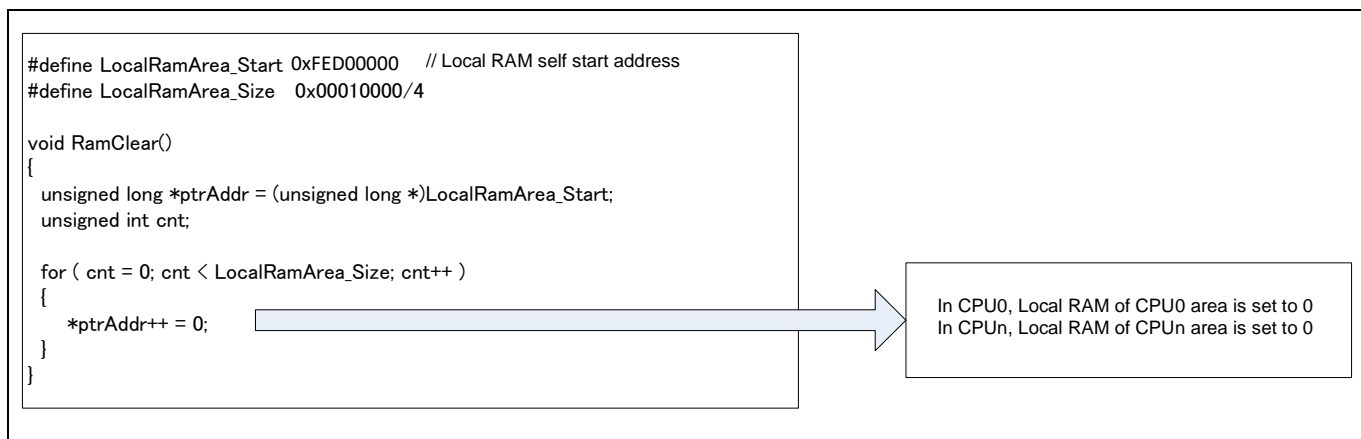 #define LocalRamArea_Start 0xFED00000 // Local RAM self start address
#define LocalRamArea_Size 0x00010000/4
void RamClear()
{
unsigned long *ptrAddr = (unsigned long *)LocalRamArea_Start;
unsigned int cnt;
for ( cnt = 0; cnt < LocalRamArea_Size; cnt++ )
{
*ptrAddr++ = 0;
}
}
In CPU0, Local RAM of CPU0 area is set to 0
In CPUn, Local RAM of CPUn area is set to 0